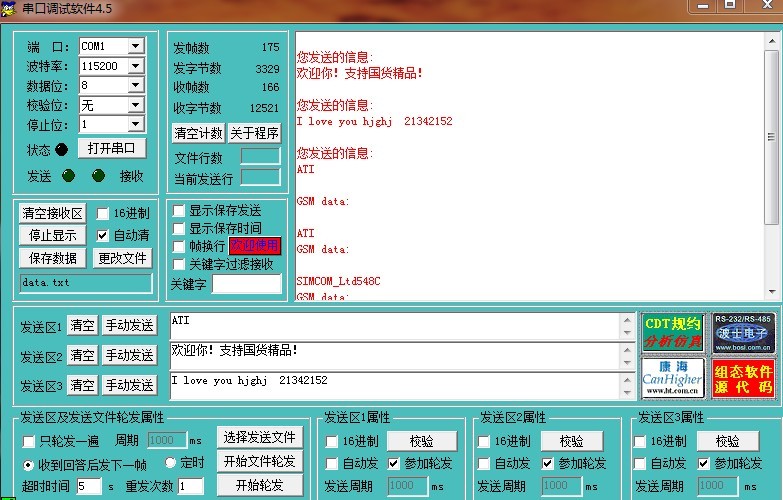 串口调试软件4.5
端　口: COM1
波特率: 115200
数据位: 8
校验位: 无
停止位: 1
状态 打开串口
发送 接收
发帧数 175
发字节数 3329
收帧数 166
收字节数 12521
清空计数 关于程序
文件行数
当前发送行
清空接收区 16进制
停止显示 自动清
保存数据 更改文件
data.txt
显示保存发送
显示保存时间
帧换行 欢迎使用
关键字过滤接收
关键字
您发送的信息:
欢迎你! 支持国货精品!
您发送的信息:
I love you hjghj 21342152
您发送的信息:
ATI
GSM data:
ATI
GSM data:
SIMCOM_Ltd548C
GSM data:
发送区1 清空 手动发送 ATI
发送区2 清空 手动发送 欢迎你! 支持国货精品!
发送区3 清空 手动发送 I love you hjghj 21342152
CDT规约
分析仿真
RS-232/RS-485
波士电子
www.bosi.com.cn
康海
CanHigher
www.ht.com.cn
组态软件
源代码
发送区及发送文件轮发属性
只轮发一遍 周期 1000 ms 选择发送文件
收到回答后发下一帧 定时 开始文件轮发
超时时间 5 s 重发次数 1 开始轮发
发送区1属性
16进制 校验
自动发 参加轮发
发送周期 1000 ms
发送区2属性
16进制 校验
自动发 参加轮发
发送周期 1000 ms
发送区3属性
16进制 校验
自动发 参加轮发
发送周期 1000 ms